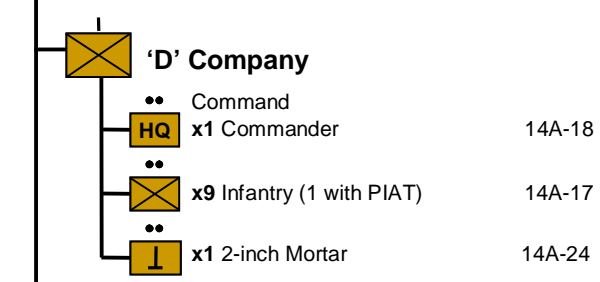 ‘D’ Company
Command
HQ x1 Commander 14A-18
x9 Infantry (1 with PIAT) 14A-17
x1 2-inch Mortar 14A-24